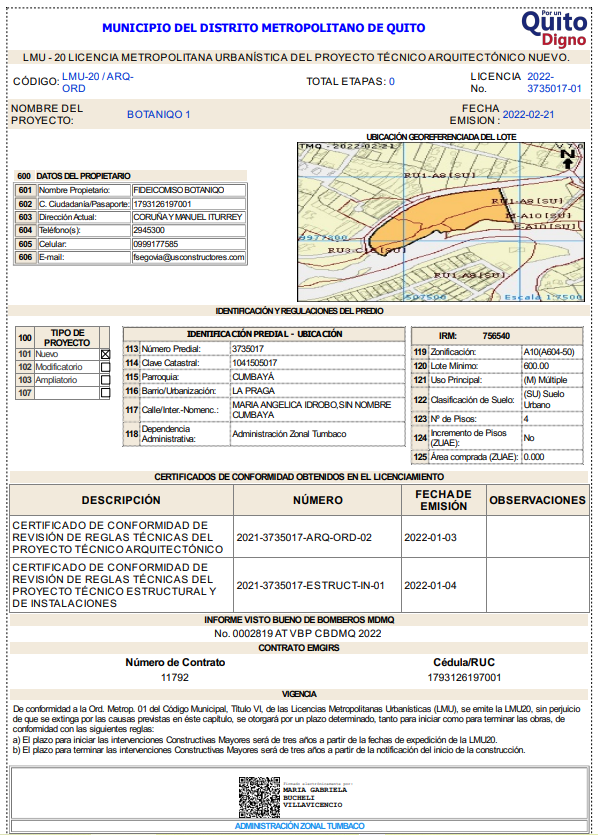 MUNICIPIO DEL DISTRITO METROPOLITANO DE QUITO
Por un
Quito
Digno
LMU - 20 LICENCIA METROPOLITANA URBANÍSTICA DEL PROYECTO TÉCNICO ARQUITECTÓNICO NUEVO.
CÓDIGO: LMU-20 / ARQ-ORD TOTAL ETAPAS: 0 LICENCIA No. 2022-3735017-01
NOMBRE DEL PROYECTO: BOTANIQO 1 FECHA EMISION : 2022-02-21
UBICACIÓN GEOREFERENCIADA DEL LOTE
TMQ - 2022-02-21 V 7.0
N
RU1-A8 [SU]
RU1-A9 [SU]
M-A10 [SU]
E-A10 [SU]
9977400
RU3-C10 [SU]
RU1-A8 [SU]
507500 Escala 1:7500
600 DATOS DEL PROPIETARIO
601 Nombre Propietario: FIDEICOMISO BOTANIQO
602 C. Ciudadanía/Pasaporte: 1793126197001
603 Dirección Actual: CORUÑA Y MANUEL ITURREY
604 Teléfono(s): 2945300
605 Celular: 0999177585
606 E-mail: fsegovia@usconstructores.com
IDENTIFICACIÓN Y REGULACIONES DEL PREDIO
100 TIPO DE PROYECTO
101 Nuevo X
102 Modificatorio
103 Ampliatorio
107
IDENTIFICACIÓN PREDIAL - UBICACIÓN
113 Número Predial: 3735017
114 Clave Catastral: 1041505017
115 Parroquia: CUMBAYÁ
116 Barrio/Urbanización: LA PRAGA
117 Calle/Inter.-Nomenc.: MARIA ANGELICA IDROBO,SIN NOMBRE CUMBAYA
118 Dependencia Administrativa: Administración Zonal Tumbaco
IRM: 756540
119 Zonificación: A10(A604-50)
120 Lote Mínimo: 600.00
121 Uso Principal: (M) Múltiple
122 Clasificación de Suelo: (SU) Suelo Urbano
123 Nº de Pisos: 4
124 Incremento de Pisos (ZUAE): No
125 Área comprada (ZUAE): 0.000
CERTIFICADOS DE CONFORMIDAD OBTENIDOS EN EL LICENCIAMIENTO
DESCRIPCIÓN NÚMERO FECHA DE EMISIÓN OBSERVACIONES
CERTIFICADO DE CONFORMIDAD DE REVISIÓN DE REGLAS TÉCNICAS DEL PROYECTO TÉCNICO ARQUITECTÓNICO 2021-3735017-ARQ-ORD-02 2022-01-03
CERTIFICADO DE CONFORMIDAD DE REVISIÓN DE REGLAS TÉCNICAS DEL PROYECTO TÉCNICO ESTRUCTURAL Y DE INSTALACIONES 2021-3735017-ESTRUCT-IN-01 2022-01-04
INFORME VISTO BUENO DE BOMBEROS MDMQ
No. 0002819 AT VBP CBDMQ 2022
CONTRATO EMGIRS
Número de Contrato Cédula/RUC
11792 1793126197001
VIGENCIA
De conformidad a la Ord. Metrop. 01 del Código Municipal, Título VI, de las Licencias Metropolitanas Urbanísticas (LMU), se emite la LMU20, sin perjuicio
de que se extinga por las causas previstas en éste capítulo, se otorgará por un plazo determinado, tanto para iniciar como para terminar las obras, de
conformidad con las siguientes reglas:
a) El plazo para iniciar las intervenciones Constructivas Mayores será de tres años a partir de la fechas de expedición de la LMU20.
b) El plazo para terminar las intervenciones Constructivas Mayores será de tres años a partir de la notificación del inicio de la construcción.
Firmado electrónicamente por:
MARIA GABRIELA
BUCHELI
VILLAVICENCIO
ADMINISTRACIÓN ZONAL TUMBACO